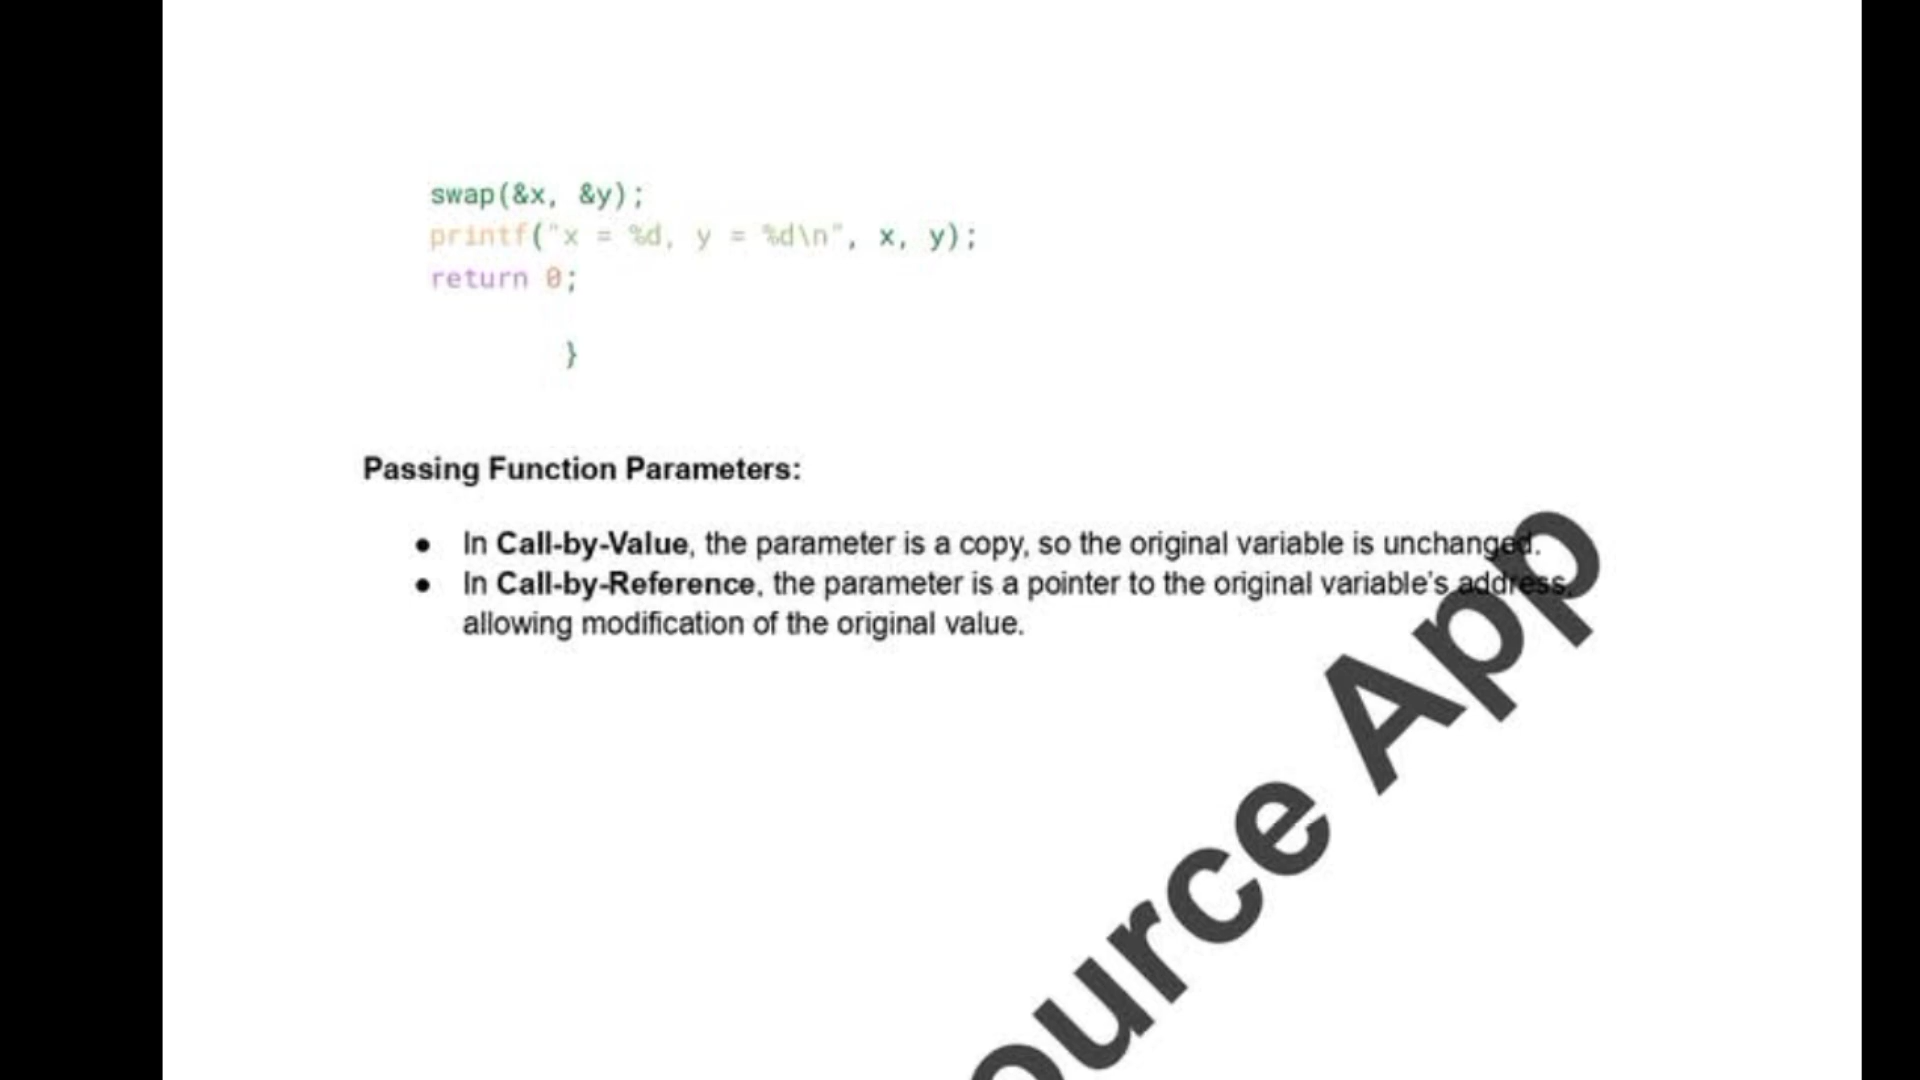 swap(&x, &y);
printf("x = %d, y = %d\n", x, y);
return 0;
}
Passing Function Parameters:
● In Call-by-Value, the parameter is a copy, so the original variable is unchanged.
● In Call-by-Reference, the parameter is a pointer to the original variable's address,
allowing modification of the original value.
ource App